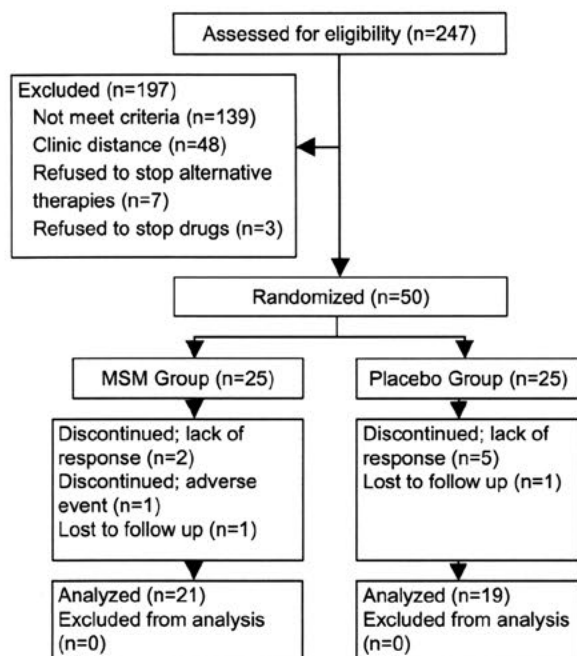 Assessed for eligibility (n=247)
Excluded (n=197)
Not meet criteria (n=139)
Clinic distance (n=48)
Refused to stop alternative
therapies (n=7)
Refused to stop drugs (n=3)
Randomized (n=50)
MSM Group (n=25)
Placebo Group (n=25)
Discontinued; lack of
response (n=2)
Discontinued; adverse
event (n=1)
Lost to follow up (n=1)
Discontinued; lack of
response (n=5)
Lost to follow up (n=1)
Analyzed (n=21)
Excluded from analysis
(n=0)
Analyzed (n=19)
Excluded from analysis
(n=0)